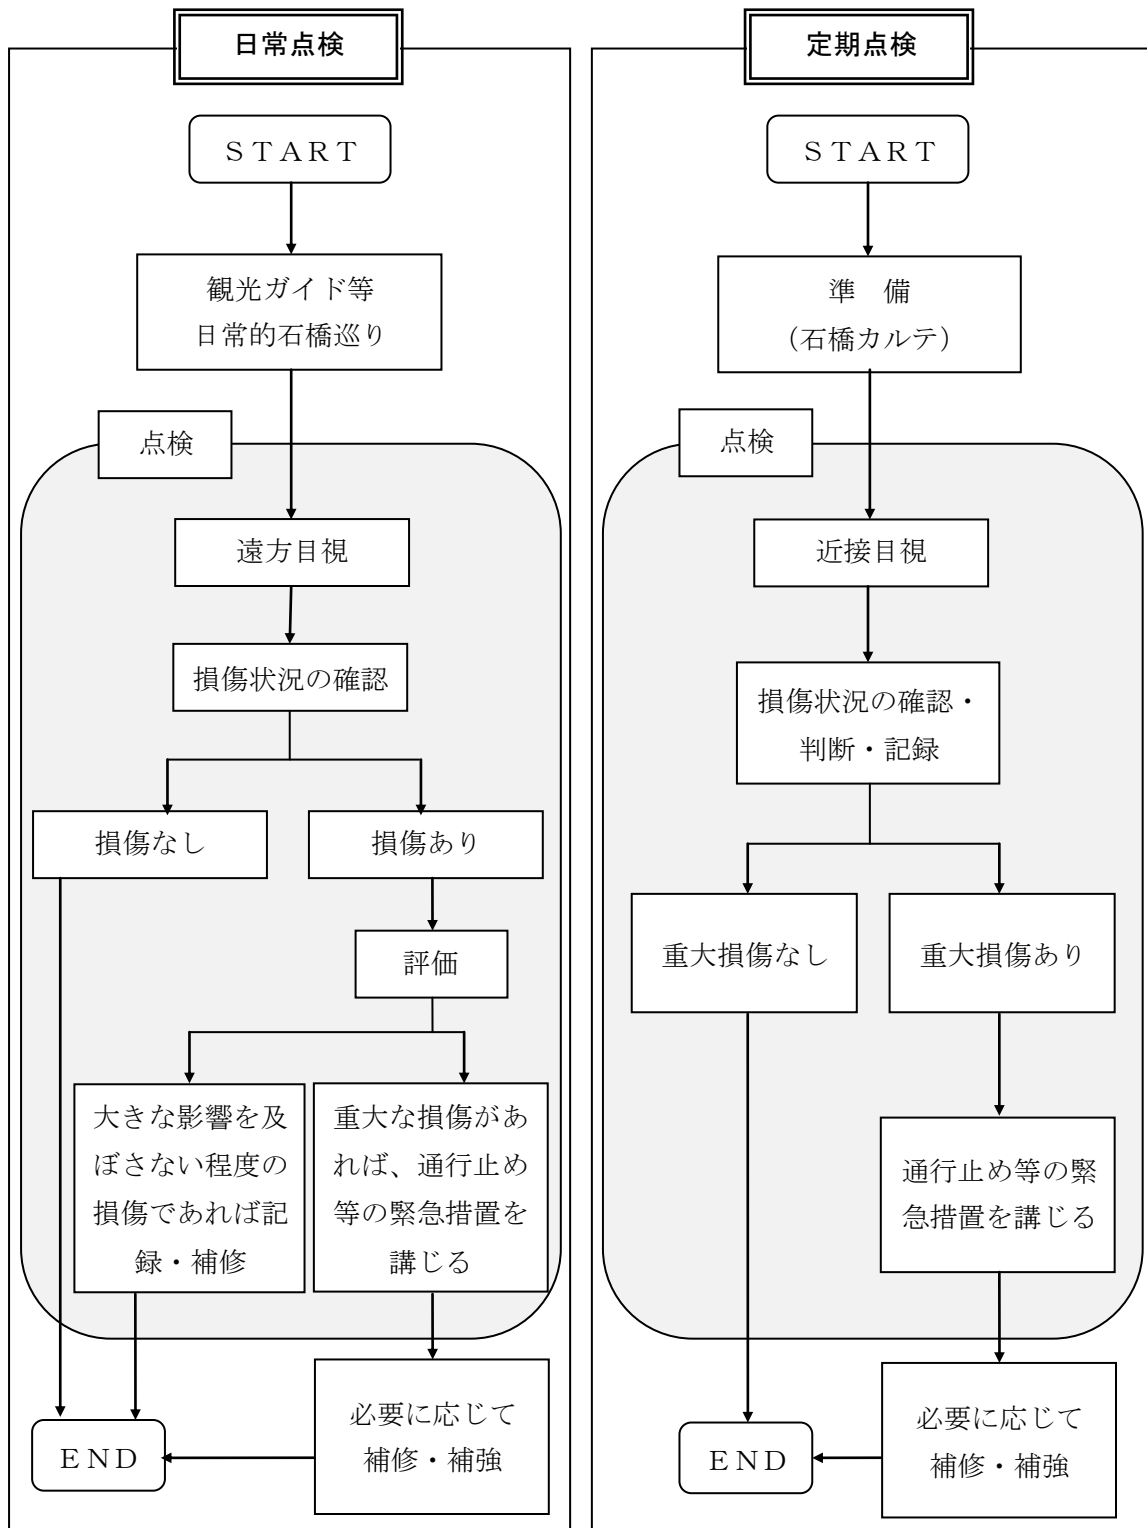 日常点検
ＳＴＡＲＴ
観光ガイド等
日常的石橋巡り
点検
遠方目視
損傷状況の確認
損傷なし
損傷あり
評価
大きな影響を及
ぼさない程度の
損傷であれば記
録・補修
重大な損傷があ
れば、通行止め
等の緊急措置を
講じる
必要に応じて
補修・補強
ＥＮＤ
定期点検
ＳＴＡＲＴ
準　備
（石橋カルテ）
点検
近接目視
損傷状況の確認・
判断・記録
重大損傷なし
重大損傷あり
通行止め等の緊
急措置を講じる
必要に応じて
補修・補強
ＥＮＤ